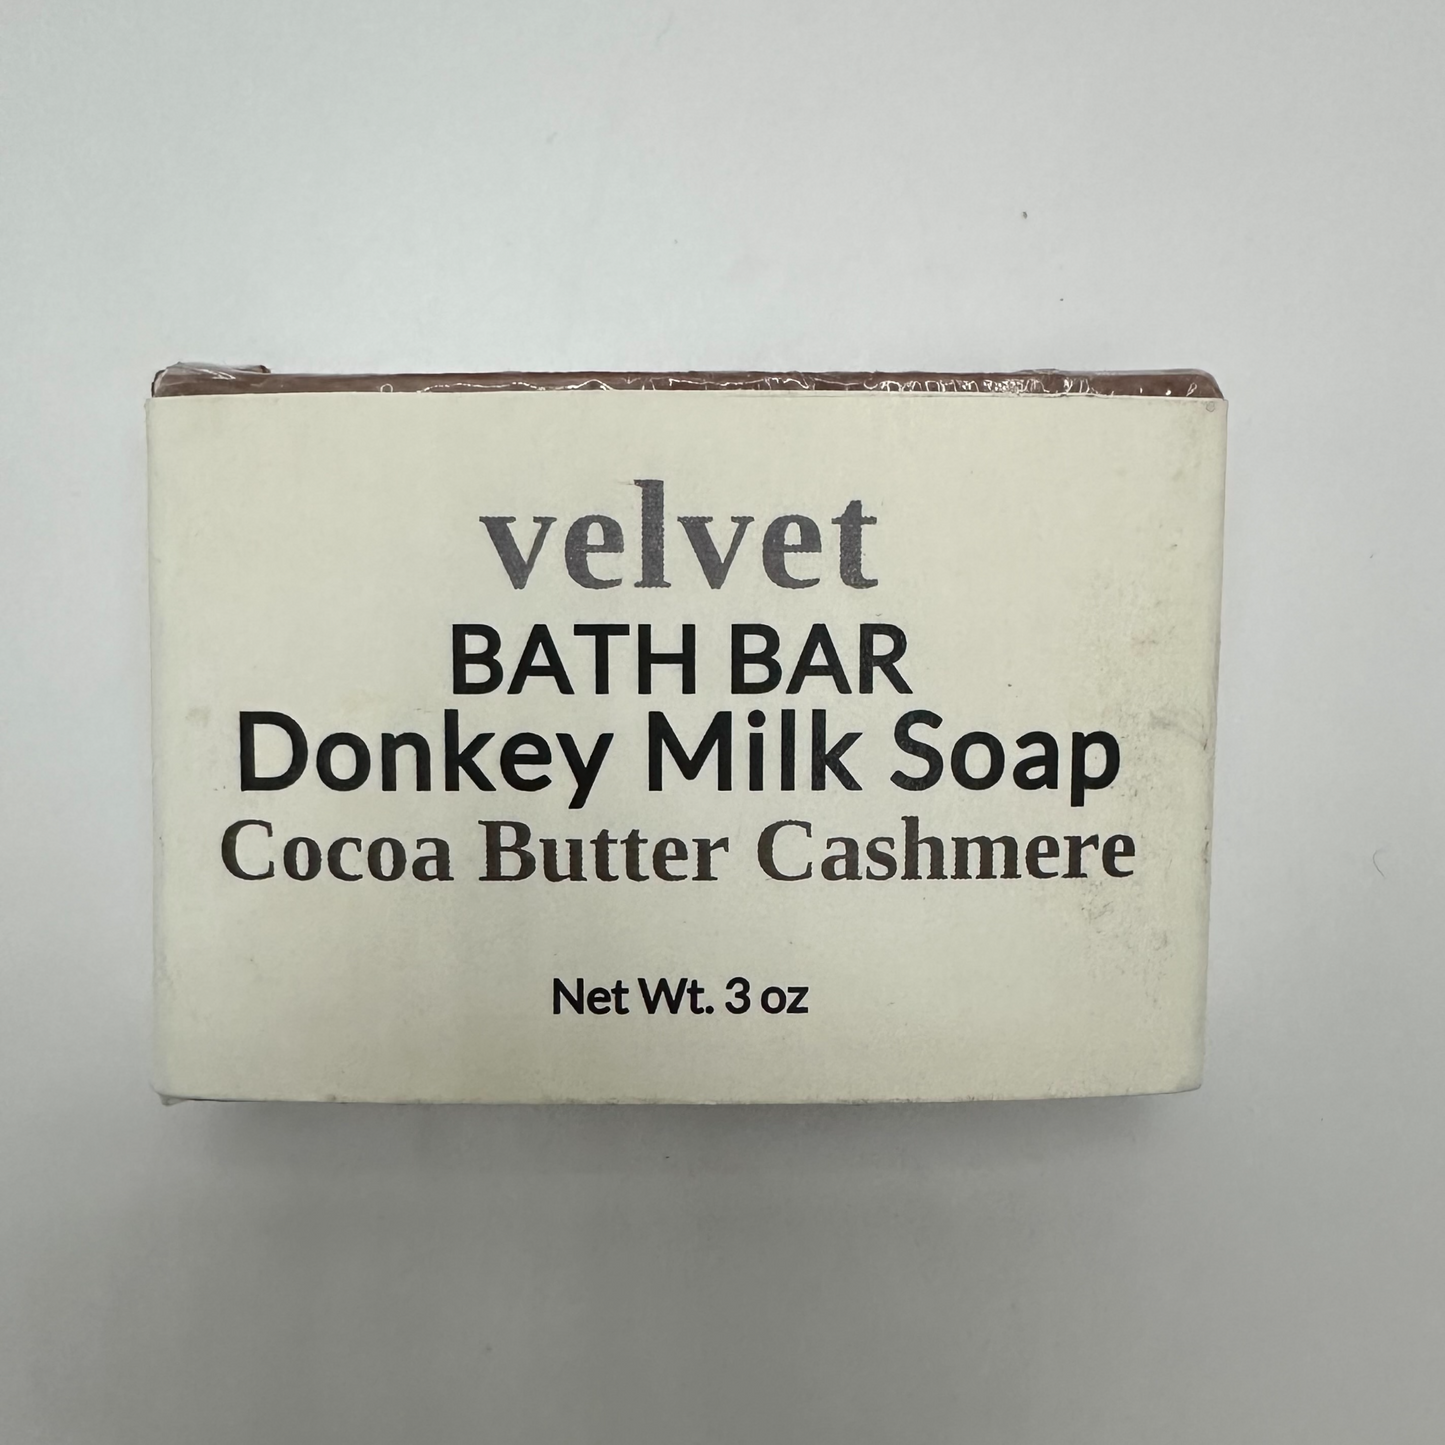 velvet
BATH BAR
Donkey Milk Soap
Cocoa Butter Cashmere
Net Wt. 3 oz